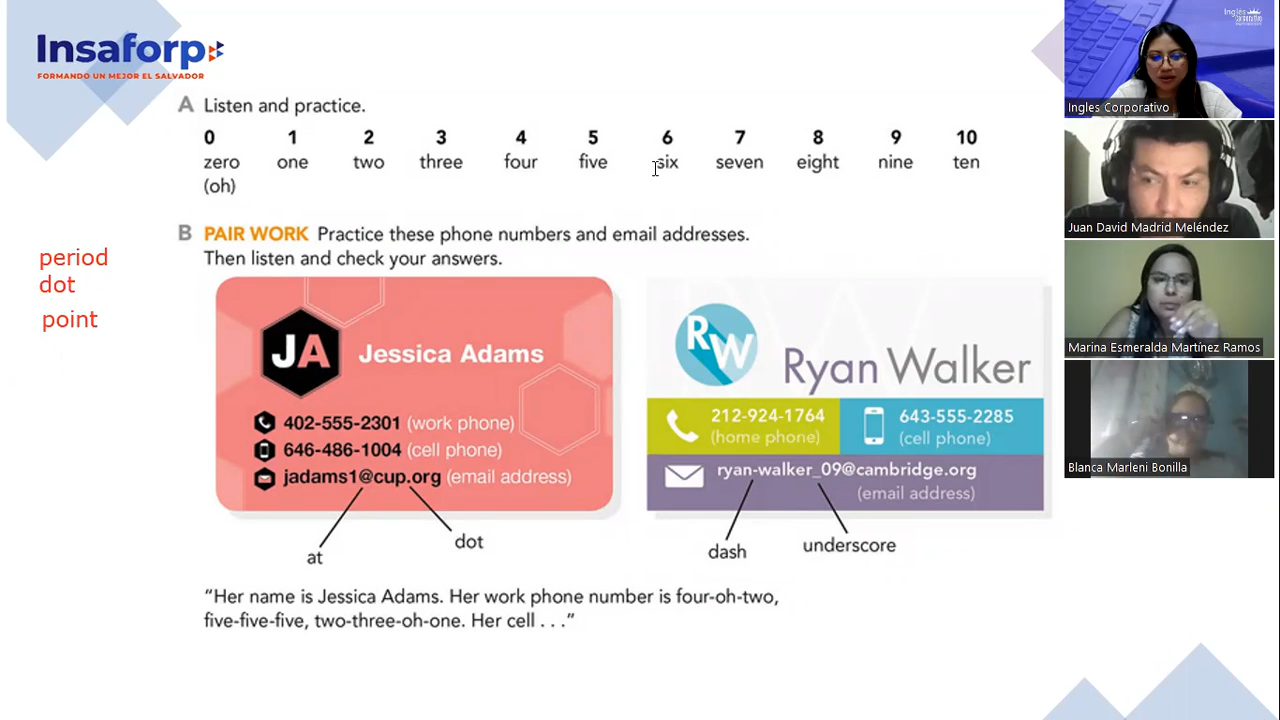 Insaforp
FORMANDO UN MEJOR EL SALVADOR
A Listen and practice.
0 1 2 3 4 5 6 7 8 9 10
zero one two three four five six seven eight nine ten
(oh)
B PAIR WORK Practice these phone numbers and email addresses.
Then listen and check your answers.
period
dot
point
JA
Jessica Adams
402-555-2301 (work phone)
646-486-1004 (cell phone)
jadams1@cup.org (email address)
at
dot
RW
Ryan Walker
212-924-1764
(home phone)
643-555-2285
(cell phone)
ryan-walker_09@cambridge.org
(email address)
dash
underscore
“Her name is Jessica Adams. Her work phone number is four-oh-two,
five-five-five, two-three-oh-one. Her cell . . .”
Inglés
corporativo
Ingles Corporativo
Juan David Madrid Meléndez
Marina Esmeralda Martínez Ramos
Blanca Marleni Bonilla